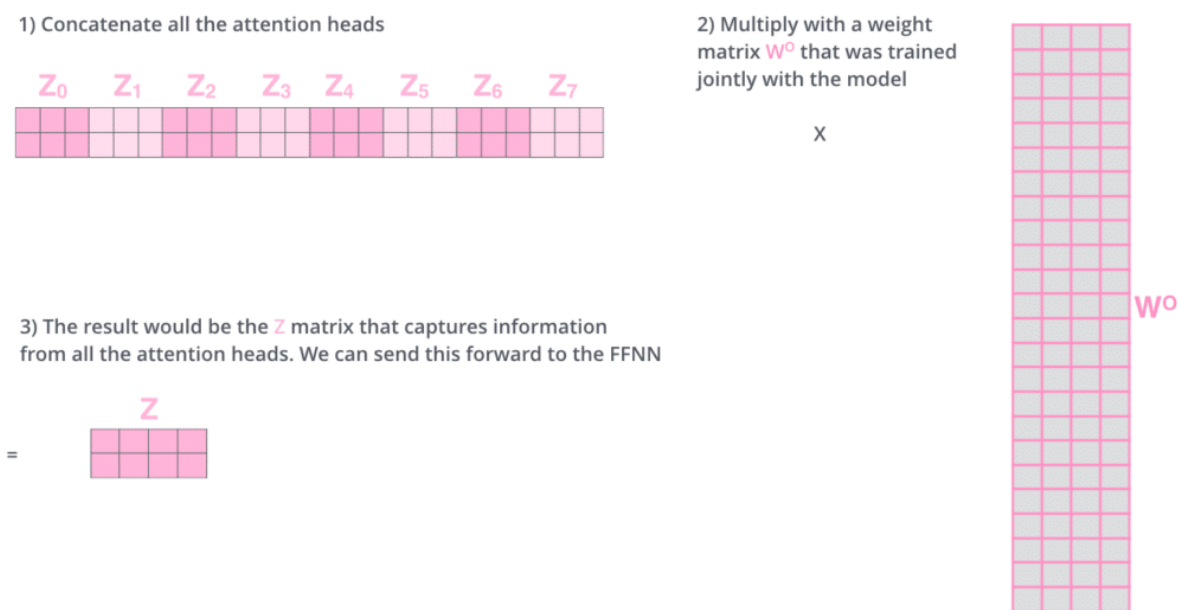 1) Concatenate all the attention heads
Z0 Z1 Z2 Z3 Z4 Z5 Z6 Z7
2) Multiply with a weight
matrix WO that was trained
jointly with the model
X
WO
3) The result would be the Z matrix that captures information
from all the attention heads. We can send this forward to the FFNN
Z
=